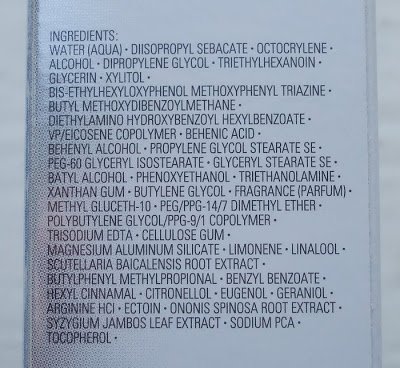 INGREDIENTS:
WATER (AQUA) • DIISOPROPYL SEBACATE • OCTOCRYLENE •
ALCOHOL • DIPROPYLENE GLYCOL • TRIETHYLHEXANOIN •
GLYCERIN • XYLITOL •
BIS-ETHYLHEXYLOXYPHENOL METHOXYPHENYL TRIAZINE •
BUTYL METHOXYDIBENZOYLMETHANE •
DIETHYLAMINO HYDROXYBENZOYL HEXYLBENZOATE •
VP/EICOSENE COPOLYMER • BEHENIC ACID •
BEHENYL ALCOHOL • PROPYLENE GLYCOL STEARATE SE •
PEG-60 GLYCERYL ISOSTEARATE • GLYCERYL STEARATE SE •
BATYL ALCOHOL • PHENOXYETHANOL • TRIETHANOLAMINE •
XANTHAN GUM • BUTYLENE GLYCOL • FRAGRANCE (PARFUM) •
METHYL GLUCETH-10 • PEG/PPG-14/7 DIMETHYL ETHER •
POLYBUTYLENE GLYCOL/PPG-9/1 COPOLYMER •
TRISODIUM EDTA • CELLULOSE GUM •
MAGNESIUM ALUMINUM SILICATE • LIMONENE • LINALOOL •
SCUTELLARIA BAICALENSIS ROOT EXTRACT •
BUTYLPHENYL METHYLPROPIONAL • BENZYL BENZOATE •
HEXYL CINNAMAL • CITRONELLOL • EUGENOL • GERANIOL •
ARGININE HCl • ECTOIN • ONONIS SPINOSA ROOT EXTRACT •
SYZYGIUM JAMBOS LEAF EXTRACT • SODIUM PCA •
TOCOPHEROL •